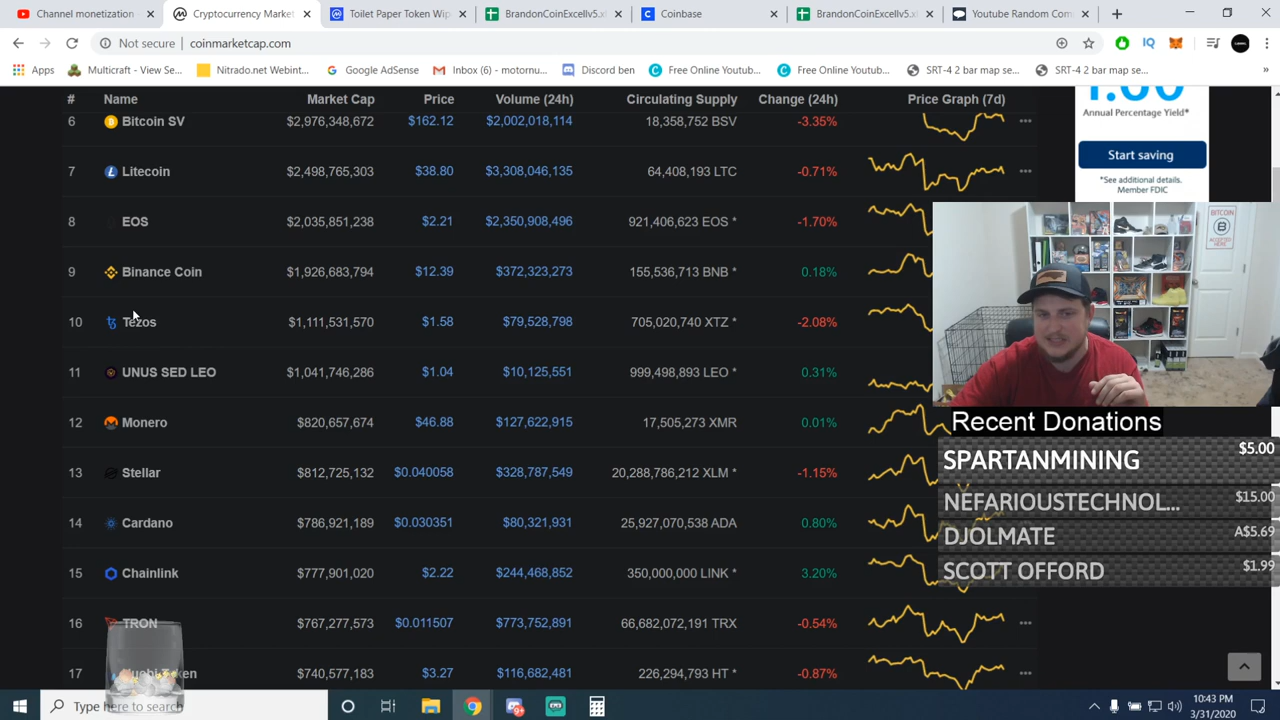 Channel monetization
Cryptocurrency Market
Toilet Paper Token Wip
BrandonCoinExcellv5.xl
Coinbase
BrandonCoinExcellv5.xl
Youtube Random Com
Not secure | coinmarketcap.com
Apps
Multicraft - View Se...
Nitrado.net Webint...
Google AdSense
Inbox (6) - motornu...
Discord ben
Free Online Youtub...
Free Online Youtub...
SRT-4 2 bar map se...
SRT-4 2 bar map se...
# Name Market Cap Price Volume (24h) Circulating Supply Change (24h) Price Graph (7d)
6 Bitcoin SV $2,976,348,672 $162.12 $2,002,018,114 18,358,752 BSV -3.35%
7 Litecoin $2,498,765,303 $38.80 $3,308,046,135 64,408,193 LTC -0.71%
8 EOS $2,035,851,238 $2.21 $2,350,908,496 921,406,623 EOS * -1.70%
9 Binance Coin $1,926,683,794 $12.39 $372,323,273 155,536,713 BNB * 0.18%
10 Tezos $1,111,531,570 $1.58 $79,528,798 705,020,740 XTZ * -2.08%
11 UNUS SED LEO $1,041,746,286 $1.04 $10,125,551 999,498,893 LEO * 0.31%
12 Monero $820,657,674 $46.88 $127,622,915 17,505,273 XMR 0.01%
13 Stellar $812,725,132 $0.040058 $328,787,549 20,288,786,212 XLM * -1.15%
14 Cardano $786,921,189 $0.030351 $80,321,931 25,927,070,538 ADA 0.80%
15 Chainlink $777,901,020 $2.22 $244,468,852 350,000,000 LINK * 3.20%
16 TRON $767,277,573 $0.011507 $773,752,891 66,682,072,191 TRX -0.54%
17 Huobi Token $740,577,183 $3.27 $116,682,481 226,294,793 HT * -0.87%
Annual Percentage Yield*
Start saving
*See additional details.
Member FDIC
BITCOIN
B
ACCEPTED
HERE
Recent Donations
SPARTANMINING $5.00
NEFARIOUSTECHNOL... $15.00
DJOLMATE A$5.69
SCOTT OFFORD $1.99
Type here to search
10:43 PM
3/31/2020